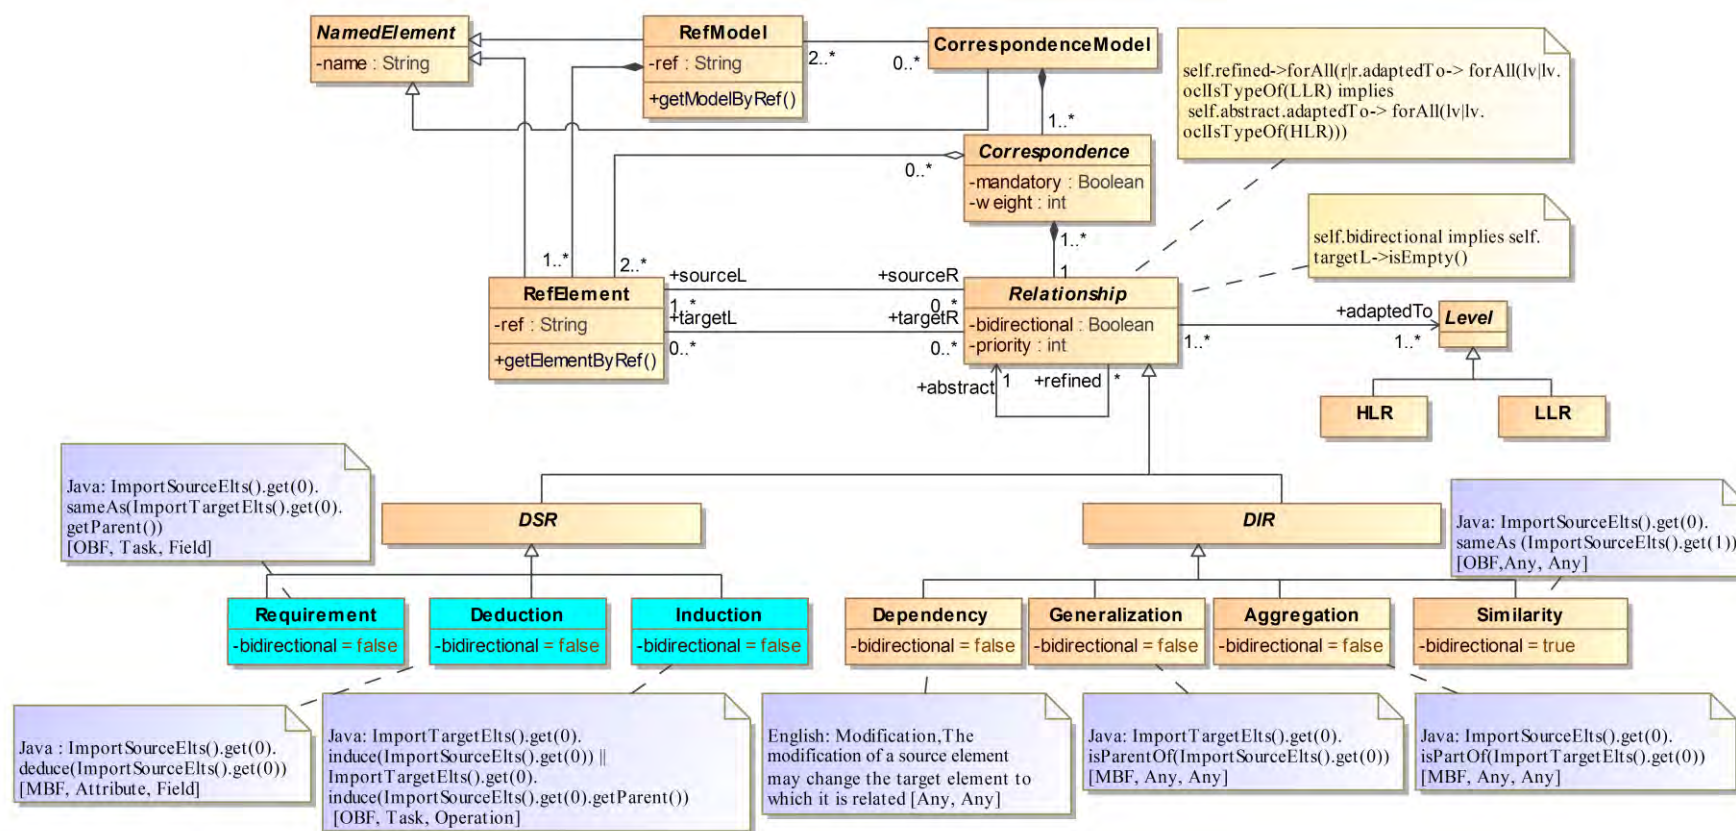 NamedElement
-name : String
RefModel
-ref : String
+getModelByRef()
2..*
0..*
CorrespondenceModel
1..*
self.refined->forAll(r|r.adaptedTo-> forAll(lv|lv.
oclIsTypeOf(LLR) implies
self.abstract.adaptedTo-> forAll(lv|lv.
oclIsTypeOf(HLR)))
Correspondence
-mandatory : Boolean
-weight : int
0..*
1..*
1
self.bidirectional implies self.
targetL->isEmpty()
1..*
2..*
RefElement
-ref : String
+getElementByRef()
+sourceL
1..*
+targetL
0..*
+sourceR
0..*
+targetR
0..*
Relationship
-bidirectional : Boolean
-priority : int
+adaptedTo
1..*
1..*
Level
+abstract
1
+refined
*
HLR
LLR
Java: ImportSourceElts().get(0).
sameAs(ImportTargetElts().get(0).
getParent())
[OBF, Task, Field]
DSR
DIR
Java: ImportSourceElts().get(0).
sameAs (ImportSourceElts().get(1))
[OBF,Any, Any]
Requirement
-bidirectional = false
Deduction
-bidirectional = false
Induction
-bidirectional = false
Dependency
-bidirectional = false
Generalization
-bidirectional = false
Aggregation
-bidirectional = false
Similarity
-bidirectional = true
Java : ImportSourceElts().get(0).
deduce(ImportSourceElts().get(0))
[MBF, Attribute, Field]
Java: ImportTargetElts().get(0).
induce(ImportSourceElts().get(0)) ||
ImportTargetElts().get(0).
induce(ImportSourceElts().get(0).getParent())
[OBF, Task, Operation]
English: Modification,The
modification of a source element
may change the target element to
which it is related [Any, Any]
Java: ImportTargetElts().get(0).
isParentOf(ImportSourceElts().get(0))
[MBF, Any, Any]
Java: ImportSourceElts().get(0).
isPartOf(ImportTargetElts().get(0))
[MBF, Any, Any]